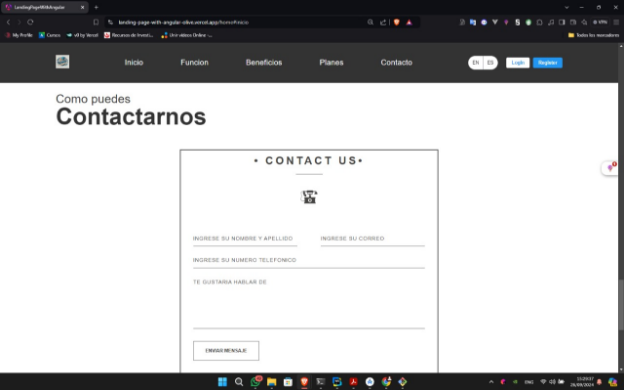 LandingPageWithAngular
landing-page-with-angular-olive.vercel.app/home#inicio
My Profile Cursos v0 by Vercel Recursos de Investi... Unir videos Online -... Todos los marcadores
Inicio Funcion Beneficios Planes Contacto EN ES Login Register
Como puedes
Contactarnos
• CONTACT US•
INGRESE SU NOMBRE Y APELLIDO INGRESE SU CORREO
INGRESE SU NUMERO TELEFONICO
TE GUSTARIA HABLAR DE
ENVIAR MENSAJE
ENG
26/09/2024